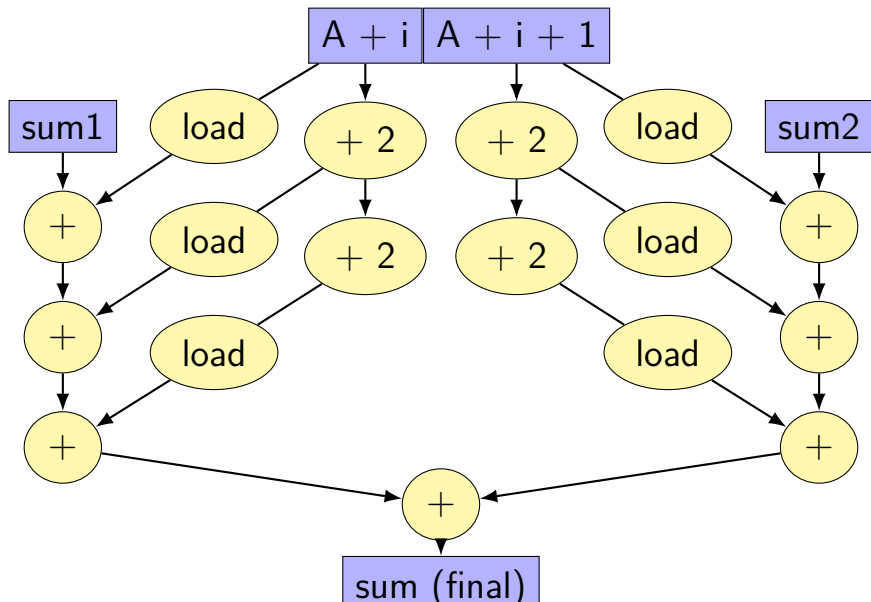 A + i A + i + 1
sum1 load + 2 + 2 load sum2
+ load + 2 + 2 load +
+ load load +
+ +
+
sum (final)